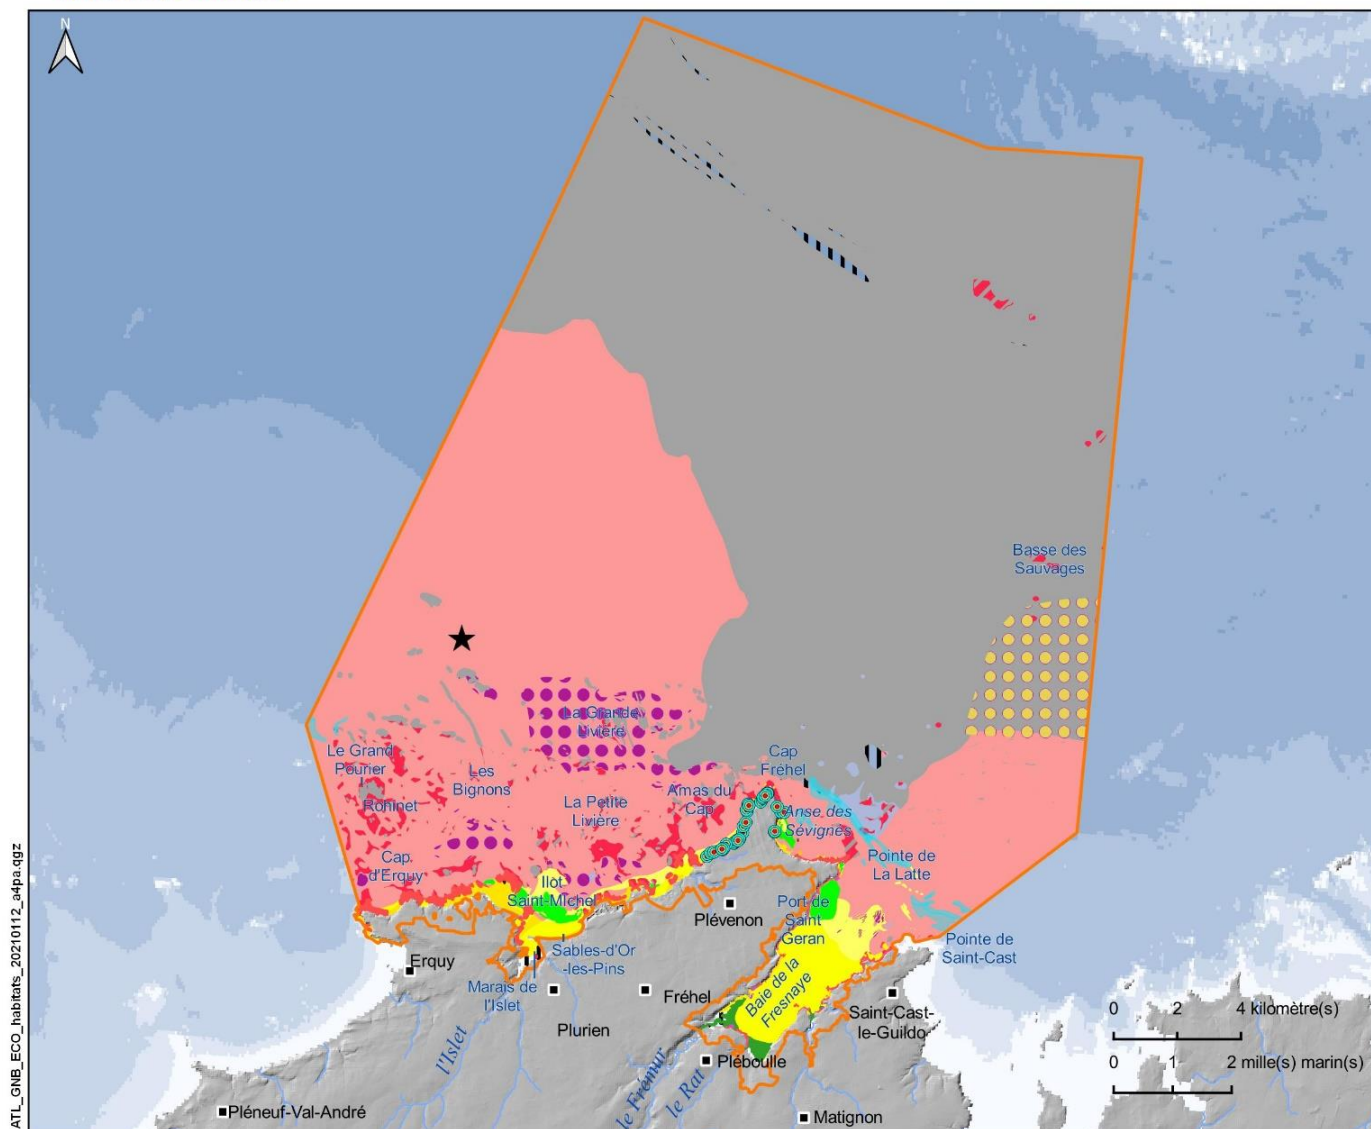 N
Basse des
Sauvages
La Grande
Livière
Le Grand
Pourier
Rohinet
Les
Bignons
La Petite
Livière
Amas du
Cap
Cap
Fréhel
Anse des
Sévignés
Cap
d'Erquy
Ilot
Saint-Michel
Pointe de
La Latte
Plévenon
Port de
Saint
Geran
Pointe de
Saint-Cast
Sables-d'Or
-les-Pins
Erquy
Marais de
l'Islet
Fréhel
Baie de la
Fresnaye
Saint-Cast-
le-Guildo
Plurien
l'Islet
le Frémur
le Rat
Pléboulle
Pléneuf-Val-André
Matignon
0 2 4 kilomètre(s)
0 1 2 mille(s) marin(s)
ATL_GNB_ECO_habitats_20210112_a4pa.qgz